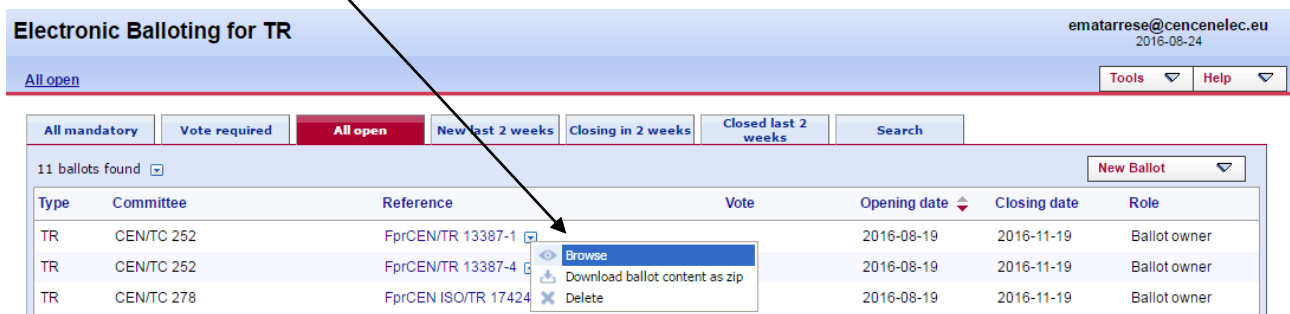 Electronic Balloting for TR
ematarrese@cencenelec.eu
2016-08-24
All open
Tools Help
All mandatory Vote required All open New last 2 weeks Closing in 2 weeks Closed last 2 weeks Search
11 ballots found
New Ballot
Type Committee Reference Vote Opening date Closing date Role
TR CEN/TC 252 FprCEN/TR 13387-1 2016-08-19 2016-11-19 Ballot owner
Browse
TR CEN/TC 252 FprCEN/TR 13387-4 2016-08-19 2016-11-19 Ballot owner
Download ballot content as zip
TR CEN/TC 278 FprCEN ISO/TR 17424 2016-08-19 2016-11-19 Ballot owner
Delete